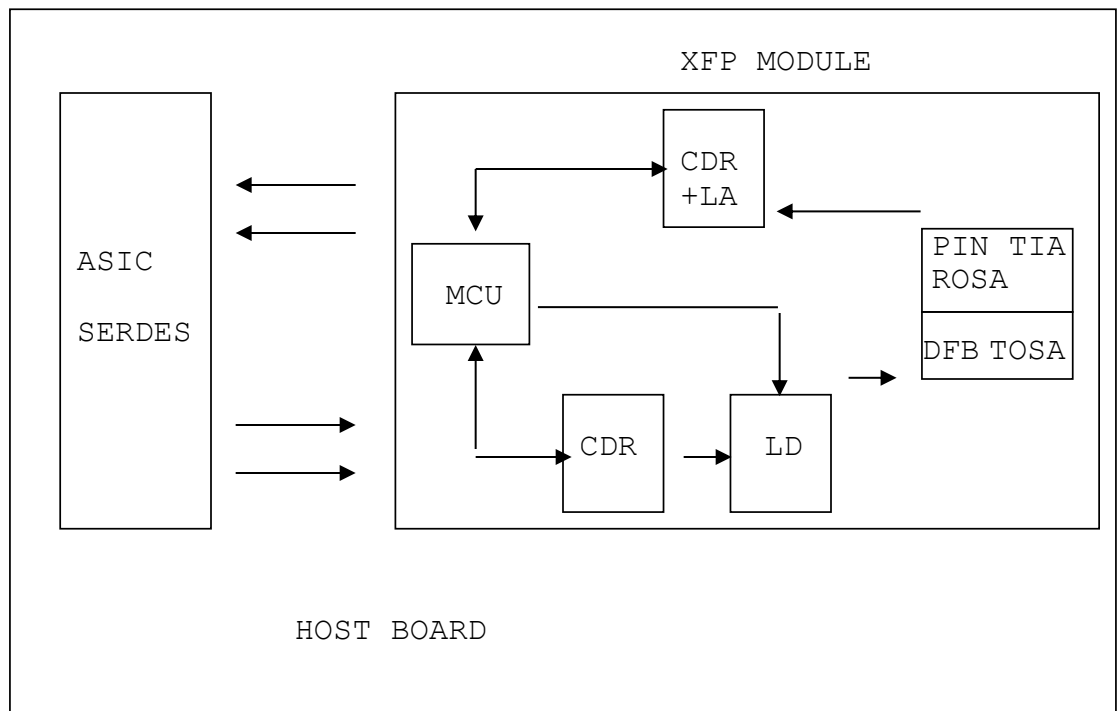 XFP MODULE
CDR
+LA
ASIC
SERDES
MCU
PIN TIA
ROSA
DFB TOSA
CDR
LD
HOST BOARD